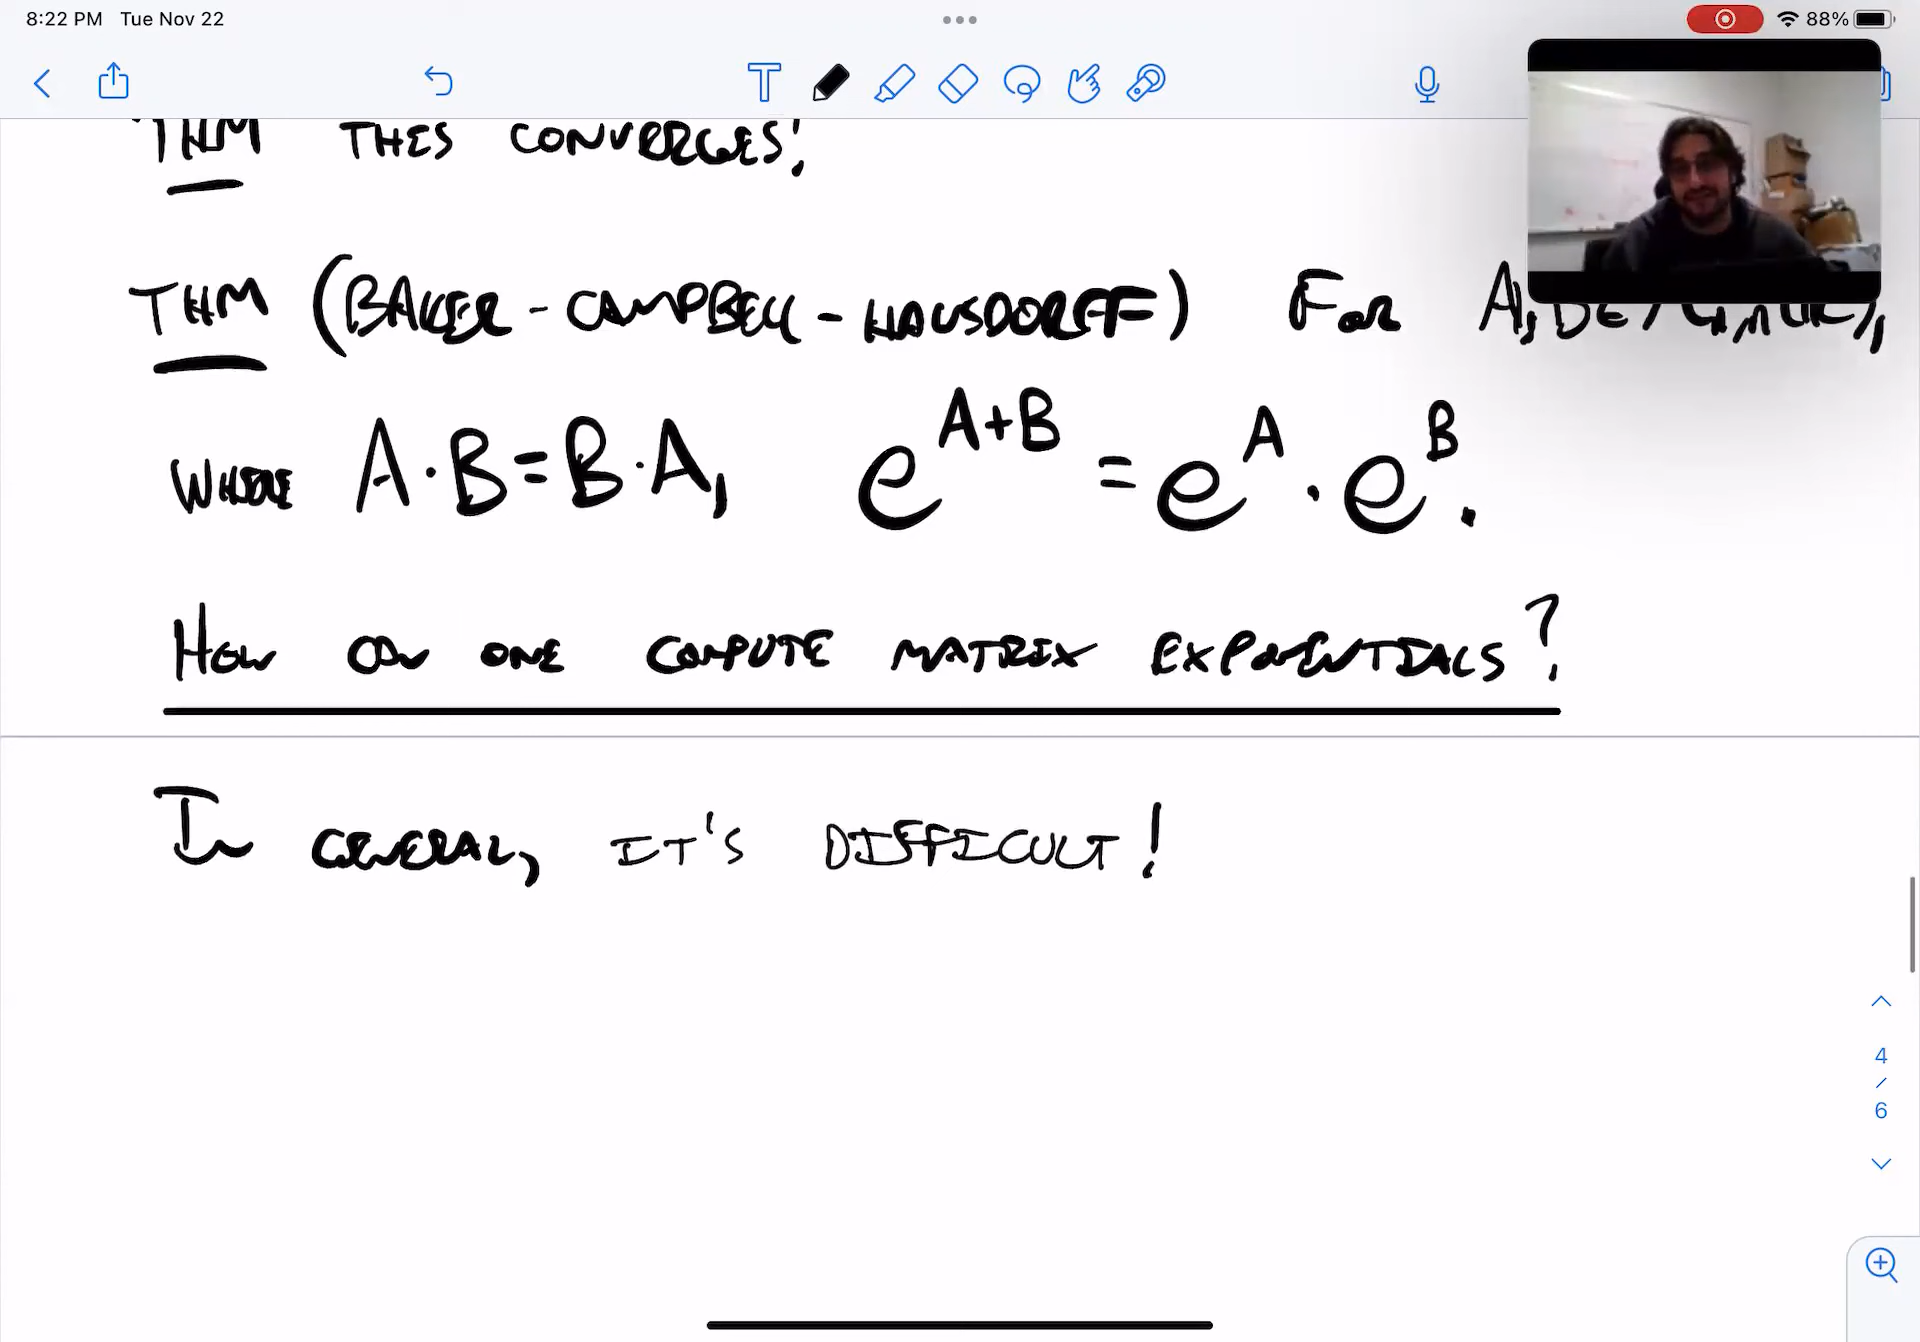 8:22 PM Tue Nov 22
88%
THM THIS CONVERGES!
THM (BAKER-CAMPBELL-HAUSDORFF) FOR A, B ∈
WHERE A·B=B·A, e^{A+B} = e^A · e^B.
HOW CAN ONE COMPUTE MATRIX EXPONENTIALS?
IN GENERAL, IT'S DIFFICULT!
4
/
6